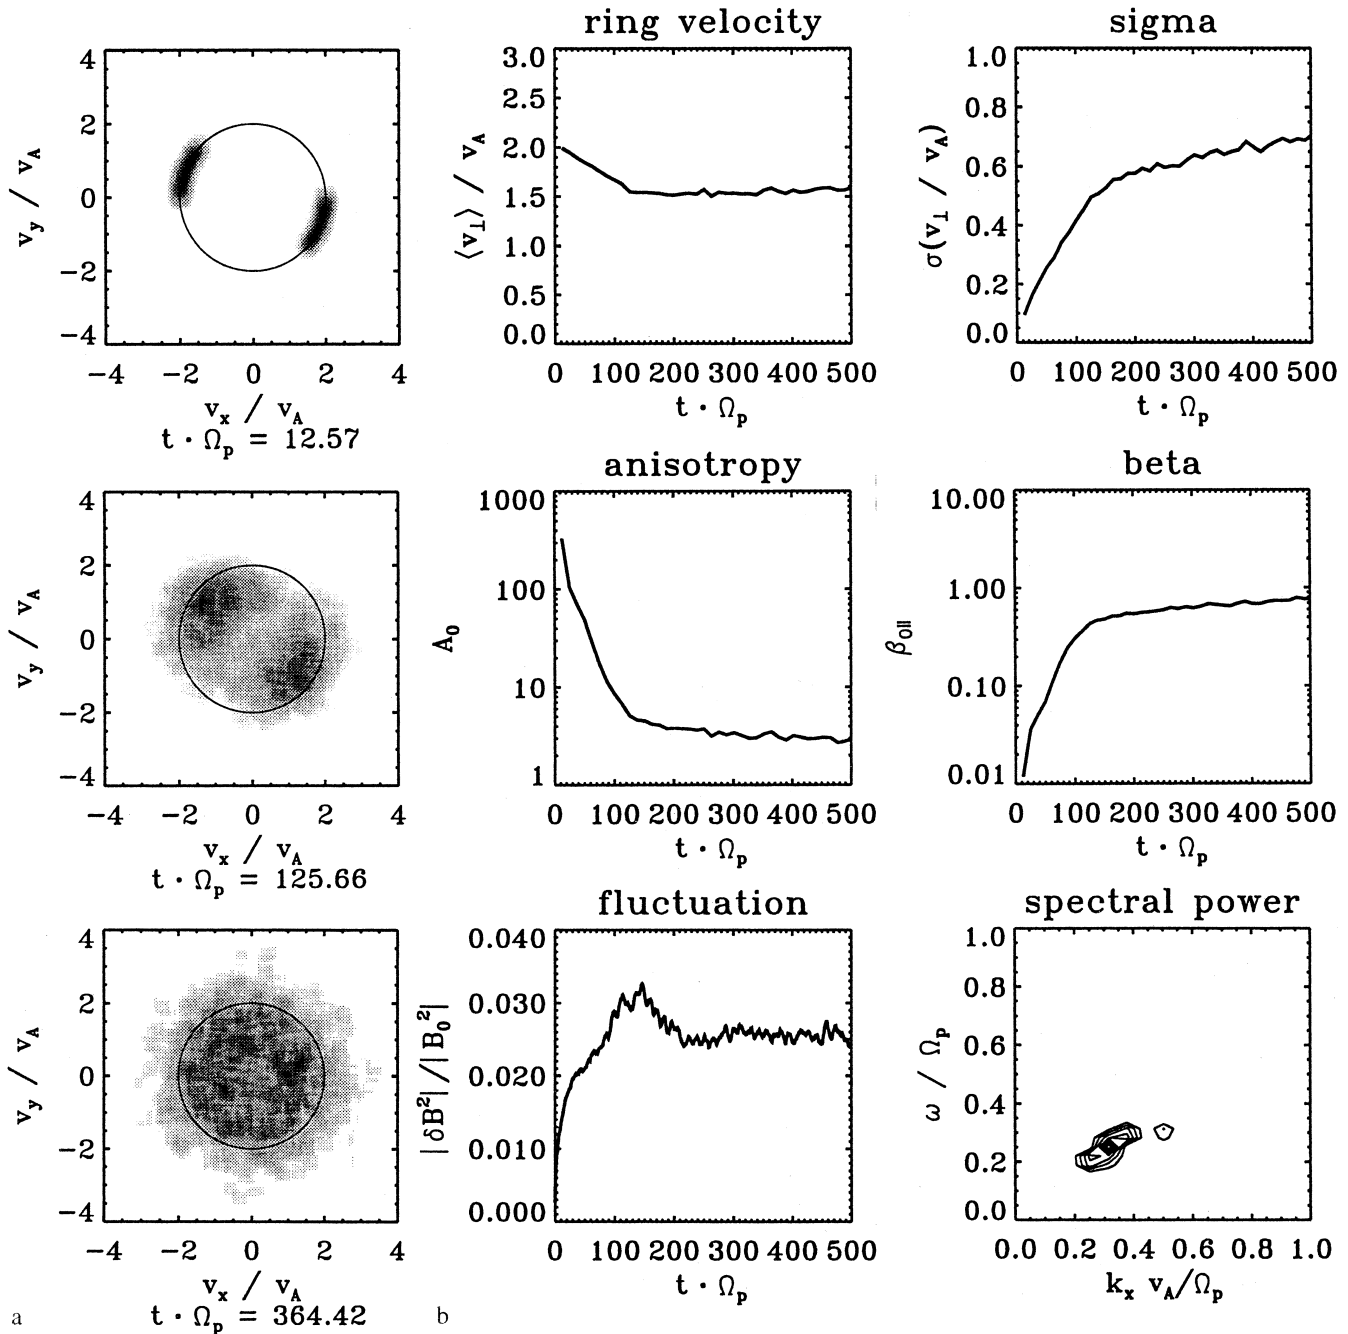 ring velocity
sigma
4
2
0
−2
−4
v_y / v_A
−4 −2 0 2 4
v_x / v_A
t · Ω_p = 12.57
3.0
2.5
2.0
1.5
1.0
0.5
0.0
⟨v_⊥⟩ / v_A
0 100 200 300 400 500
t · Ω_p
1.0
0.8
0.6
0.4
0.2
0.0
σ(v_⊥ / v_A)
0 100 200 300 400 500
t · Ω_p
anisotropy
beta
4
2
0
−2
−4
v_y / v_A
−4 −2 0 2 4
v_x / v_A
t · Ω_p = 125.66
1000
100
10
1
A_0
0 100 200 300 400 500
t · Ω_p
10.00
1.00
0.10
0.01
β_0∥
0 100 200 300 400 500
t · Ω_p
fluctuation
spectral power
4
2
0
−2
−4
v_y / v_A
−4 −2 0 2 4
v_x / v_A
t · Ω_p = 364.42
0.040
0.030
0.020
0.010
0.000
|δB²| / |B_0²|
0 100 200 300 400 500
t · Ω_p
1.0
0.8
0.6
0.4
0.2
0.0
ω / Ω_p
0.0 0.2 0.4 0.6 0.8 1.0
k_x v_A/Ω_p
a
b